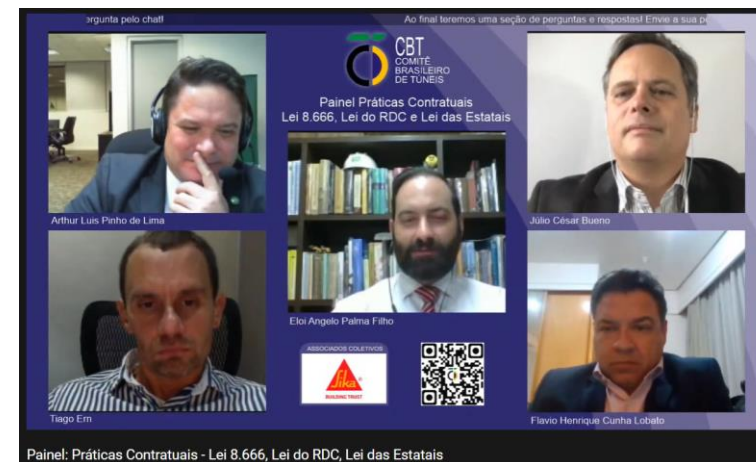 pergunta pelo chat!
Ao final teremos uma seção de perguntas e respostas! Envie a sua
CBT
COMITÊ
BRASILEIRO
DE TÚNEIS
Painel Práticas Contratuais
Lei 8.666, Lei do RDC e Lei das Estatais
Arthur Luis Pinho de Lima
Júlio César Bueno
Eloi Angelo Palma Filho
ASSOCIADOS COLETIVOS
Sika
BUILDING TRUST
Tiago Ern
Flavio Henrique Cunha Lobato
Painel: Práticas Contratuais - Lei 8.666, Lei do RDC, Lei das Estatais